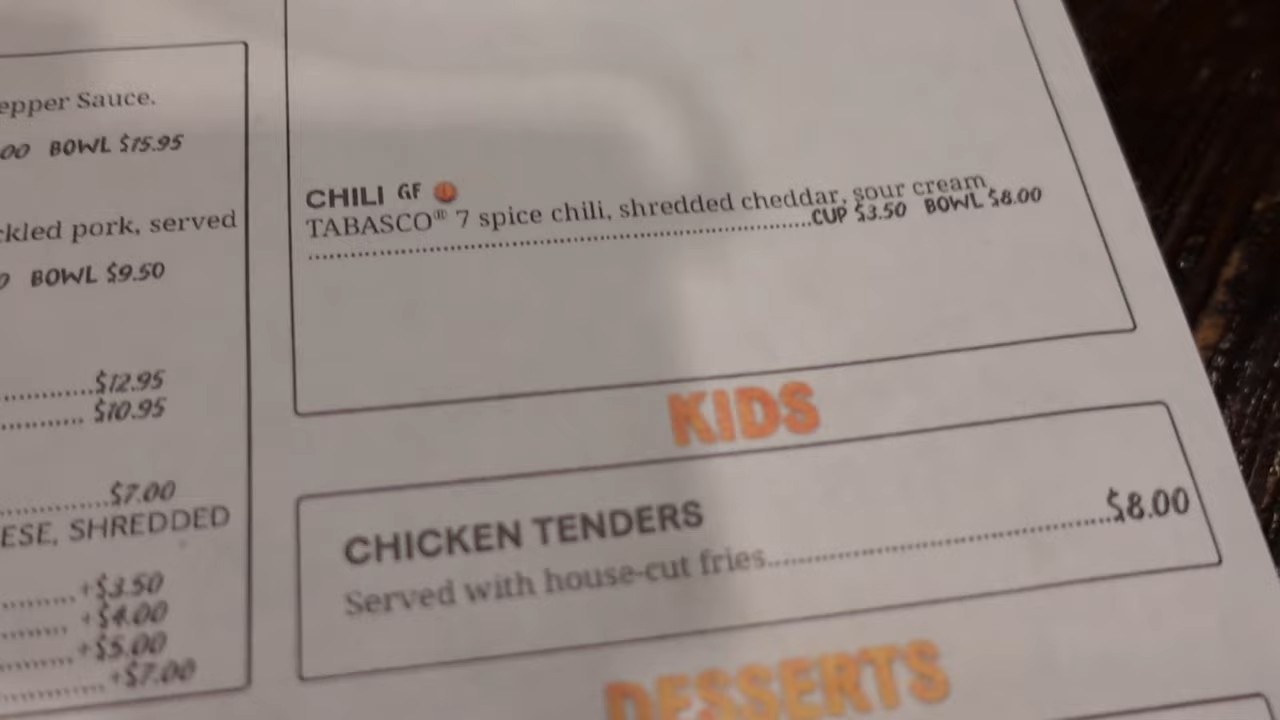 epper Sauce.
00 BOWL $15.95
ckled pork, served
BOWL $9.50
$12.95
$10.95
$7.00
ESE, SHREDDED
+$3.50
+$4.00
+$5.00
+$7.00
CHILI GF
TABASCO® 7 spice chili, shredded cheddar, sour cream
CUP $3.50 BOWL $8.00
KIDS
CHICKEN TENDERS
Served with house-cut fries $8.00
DESSERTS